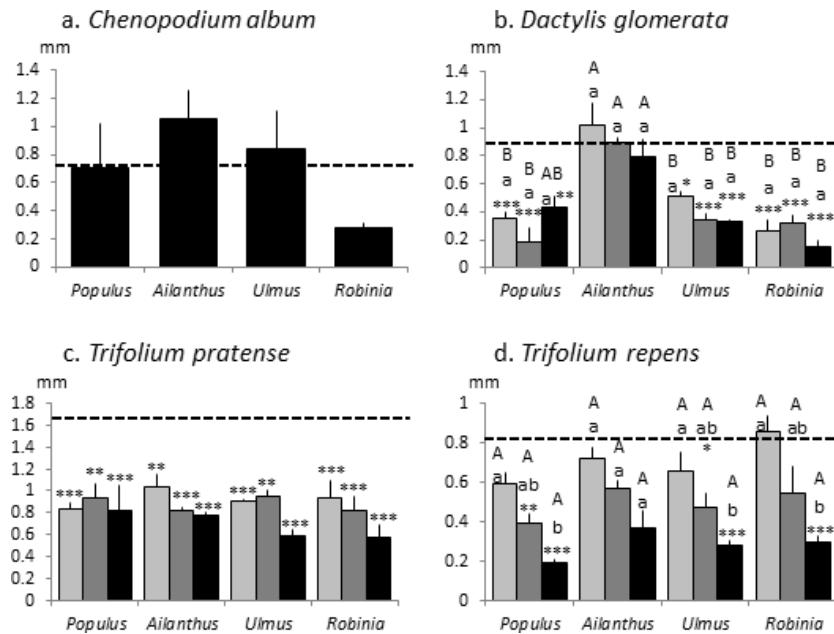 a. Chenopodium album
mm
1.4
1.2
1
0.8
0.6
0.4
0.2
0
Populus Ailanthus Ulmus Robinia
b. Dactylis glomerata
mm
1.4
1.2
1
0.8
0.6
0.4
0.2
0
B a ***
B a ***
AB a **
A a
A a
A a
B a *
B a ***
B a ***
B a ***
B a ***
B a ***
Populus Ailanthus Ulmus Robinia
c. Trifolium pratense
mm
1.8
1.6
1.4
1.2
1
0.8
0.6
0.4
0.2
0
*** ** *** ** *** *** *** ** *** *** *** ***
Populus Ailanthus Ulmus Robinia
d. Trifolium repens
mm
1
0.8
0.6
0.4
0.2
0
A a
A ab **
A b ***
A a
A a
A a
A a
A ab *
A b ***
A a
A ab
A b ***
Populus Ailanthus Ulmus Robinia